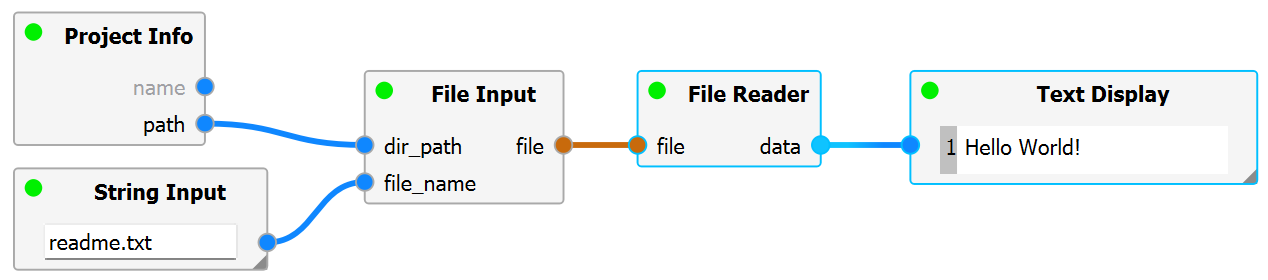 Project Info
name
path
String Input
readme.txt
File Input
dir_path file
file_name
File Reader
file data
Text Display
1 Hello World!